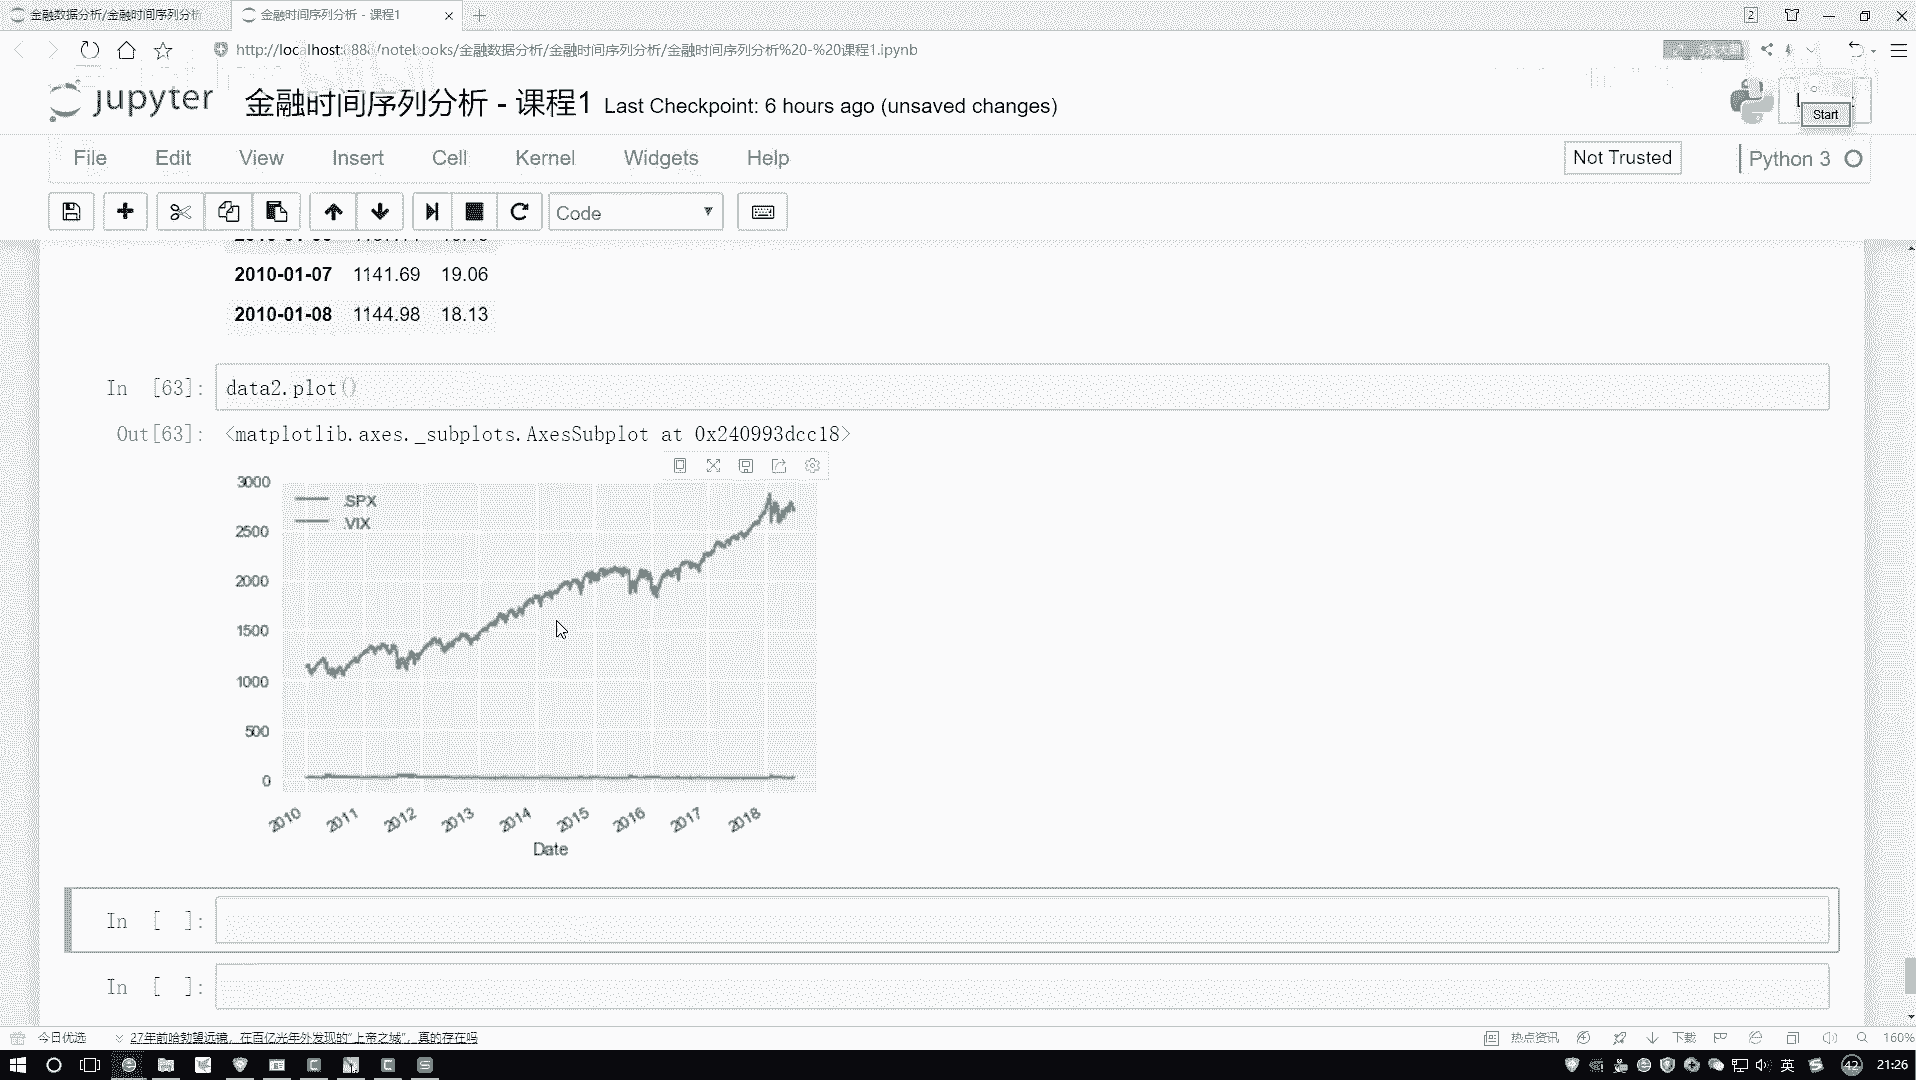 金融数据分析/金融时间序列分析
金融时间序列分析 - 课程1
2
http://localhost:888/notebooks/金融数据分析/金融时间序列分析/金融时间序列分析%20-%20课程1.ipynb
jupyter
金融时间序列分析 - 课程1 Last Checkpoint: 6 hours ago (unsaved changes)
Start
File Edit View Insert Cell Kernel Widgets Help
Not Trusted
Python 3
Code
2010-01-07 1141.69 19.06
2010-01-08 1144.98 18.13
In [63]: data2.plot()
Out[63]: <matplotlib.axes._subplots.AxesSubplot at 0x240993dcc18>
3000
.SPX
.VIX
2500
2000
1500
1000
500
0
2010 2011 2012 2013 2014 2015 2016 2017 2018
Date
In [ ]:
In [ ]:
今日优选
27年前哈勃望远镜，在百亿光年外发现的“上帝之城”，真的存在吗
热点资讯
下载
160%
英
42
21:26